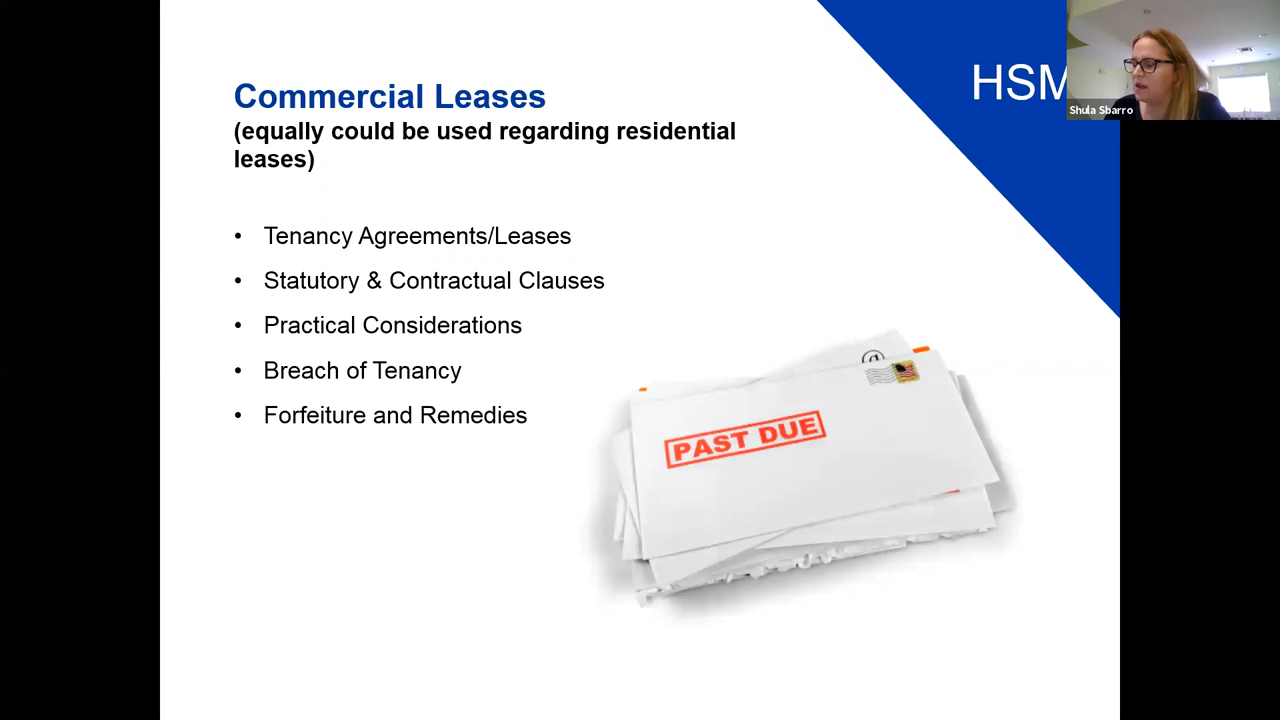 Commercial Leases
(equally could be used regarding residential
leases)
HSM
Shula Sbarro
• Tenancy Agreements/Leases
• Statutory & Contractual Clauses
• Practical Considerations
• Breach of Tenancy
• Forfeiture and Remedies
@
PAST DUE